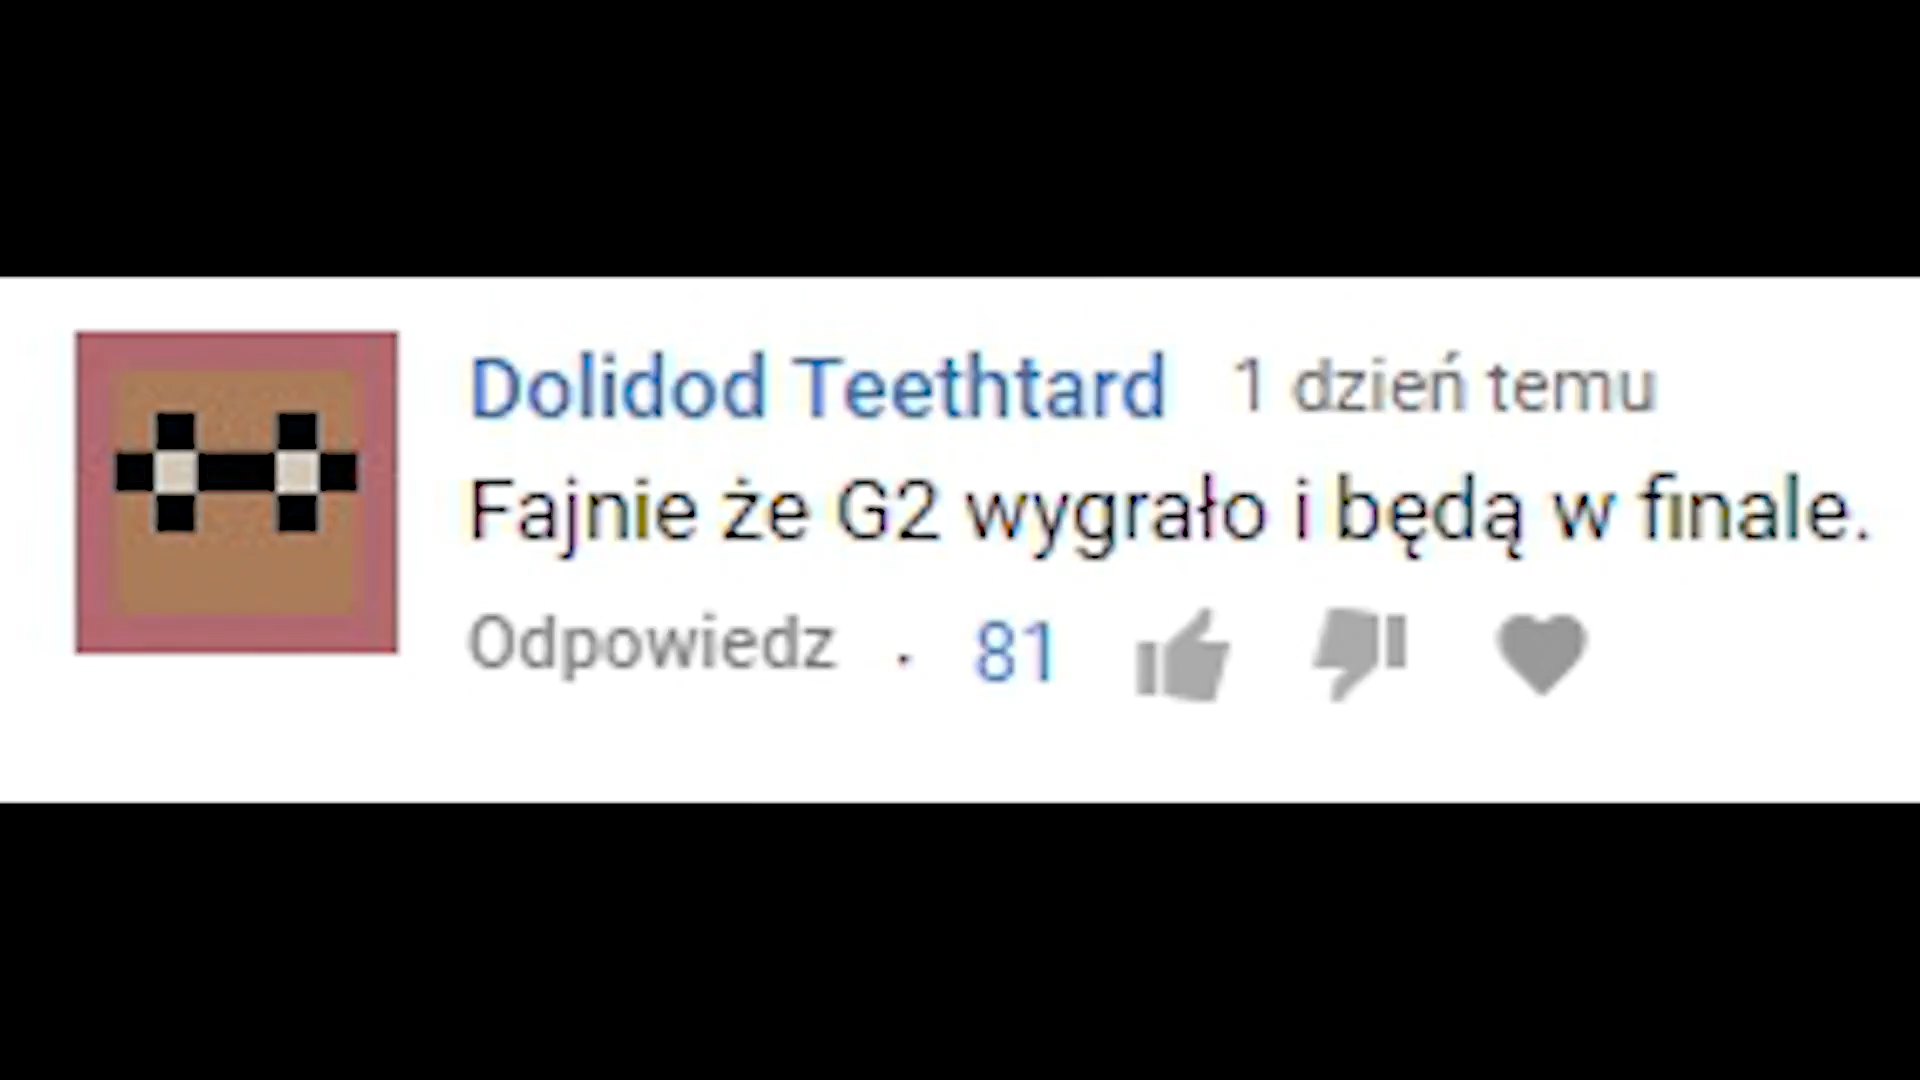 Dolidod Teethtard 1 dzień temu
Fajnie że G2 wygrało i będą w finale.
Odpowiedz · 81